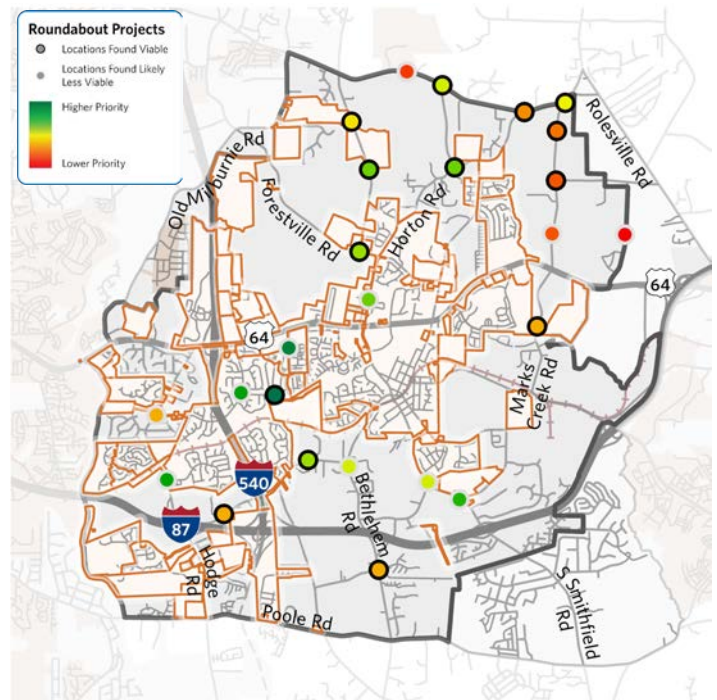 Roundabout Projects
Locations Found Viable
Locations Found Likely
Less Viable
Higher Priority
Lower Priority
Rolesville Rd
Old Milburnie Rd
Forestville Rd
Horton Rd
64
64
Marks
Creek Rd
540
Bethlehem
Rd
87
Hodge
Rd
Poole Rd
S Smithfield
Rd